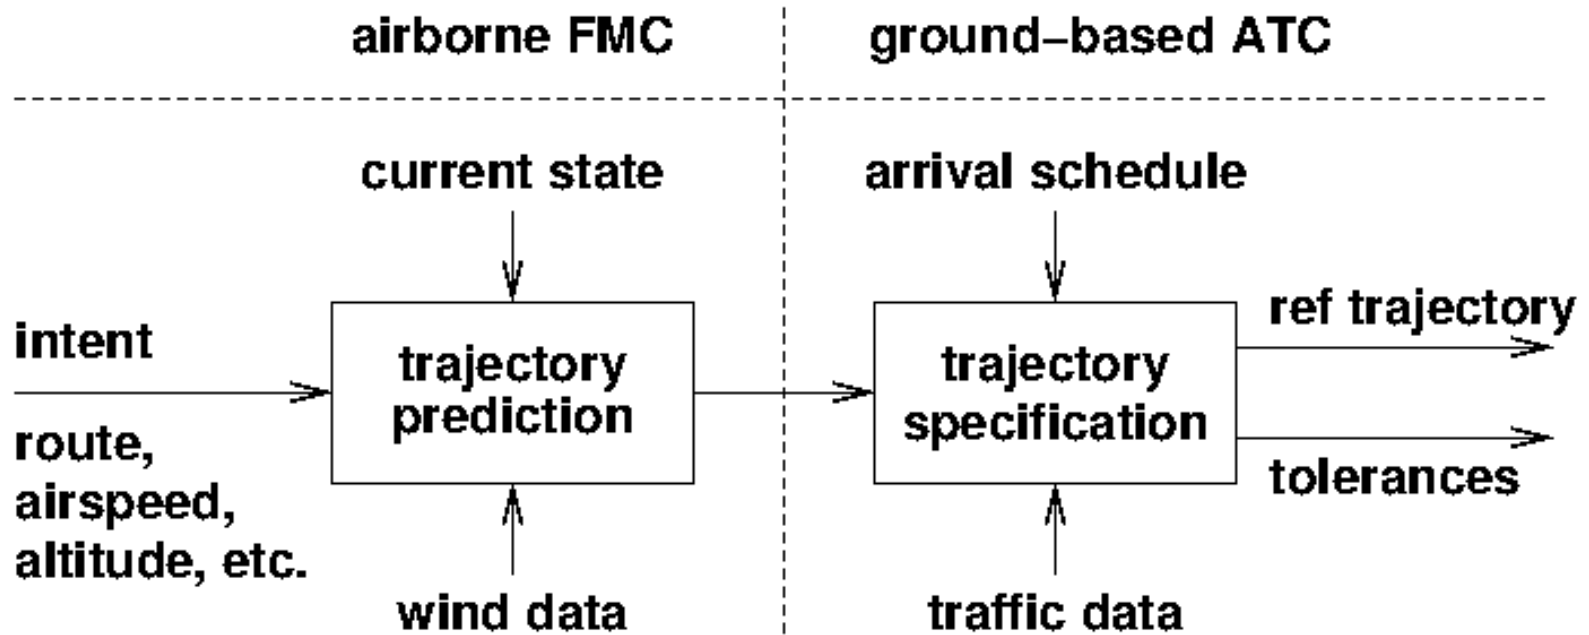 airborne FMC
ground–based ATC
current state
arrival schedule
intent
route,
airspeed,
altitude, etc.
trajectory
prediction
wind data
trajectory
specification
traffic data
ref trajectory
tolerances